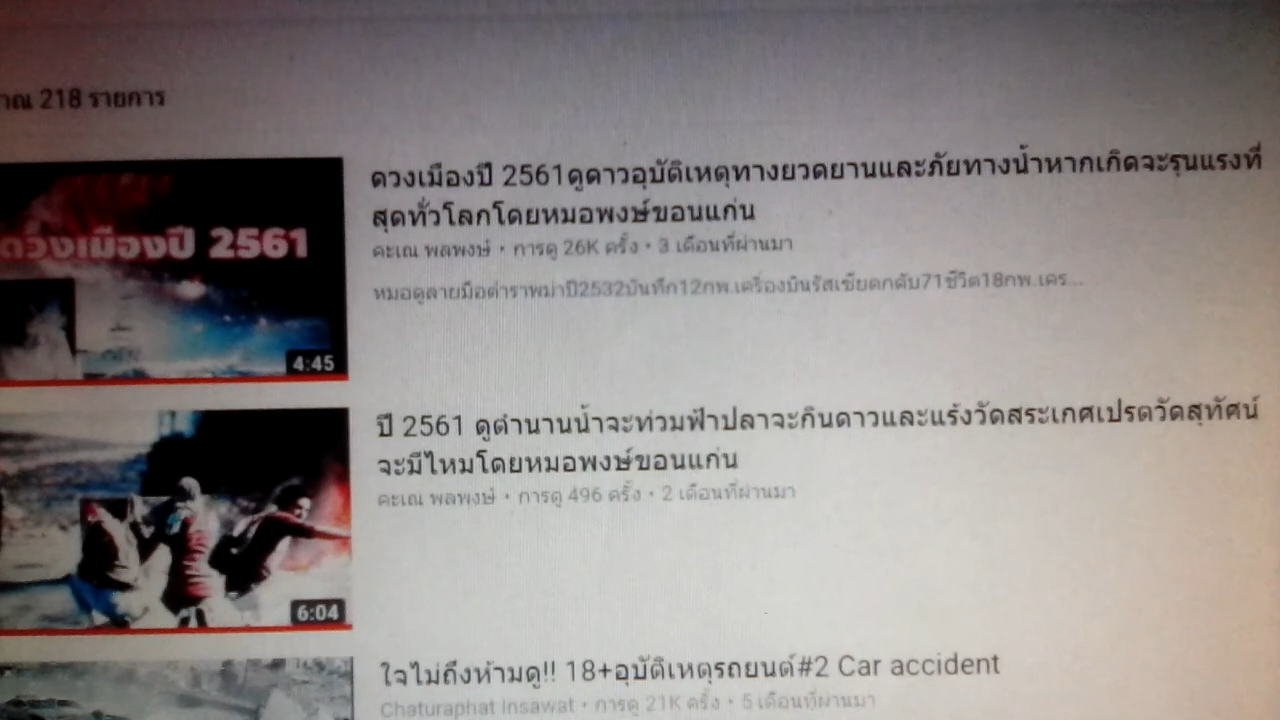 218 รายการ
ดวงเมืองปี 2561ดูดาวอุบัติเหตุทางยวดยานและภัยทางน้ำหากเกิดจะรุนแรงที่
สุดทั่วโลกโดยหมอพงษ์ขอนแก่น
คะเณ พลพงษ์ • การดู 26K ครั้ง • 3 เดือนที่ผ่านมา
ดวงเมืองปี 2561
หมอดูลายมือตำราพม่าปี2532บันทึก12กพ.เครื่องบินรัสเซียตกดับ71ชีวิต18กพ.เคร...
4:45
ปี 2561 ดูตำนานน้ำจะท่วมฟ้าปลาจะกินดาวและแร้งวัดสระเกศเปรตวัดสุทัศน์
จะมีไหมโดยหมอพงษ์ขอนแก่น
คะเณ พลพงษ์ • การดู 496 ครั้ง • 2 เดือนที่ผ่านมา
6:04
ใจไม่ถึงห้ามดู!! 18+อุบัติเหตุรถยนต์#2 Car accident
Chaturaphat Insawat • การดู 21K ครั้ง • 5 เดือนที่ผ่านมา